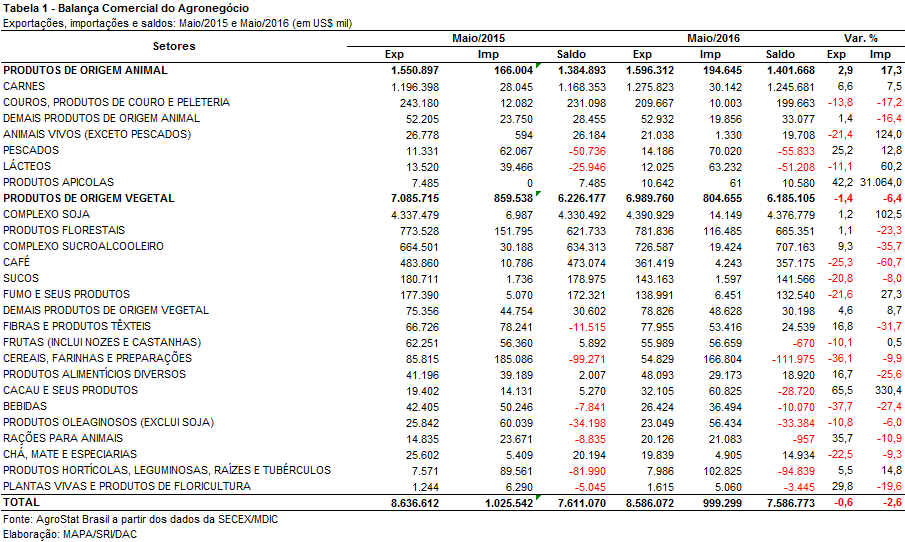 Tabela 1 - Balança Comercial do Agronegócio
Exportações, importações e saldos: Maio/2015 e Maio/2016 (em US$ mil)
Setores Maio/2015 Maio/2016 Var. %
Exp Imp Saldo Exp Imp Saldo Exp Imp
PRODUTOS DE ORIGEM ANIMAL 1.550.897 166.004 1.384.893 1.596.312 194.645 1.401.668 2,9 17,3
CARNES 1.196.398 28.045 1.168.353 1.275.823 30.142 1.245.681 6,6 7,5
COUROS, PRODUTOS DE COURO E PELETERIA 243.180 12.082 231.098 209.667 10.003 199.663 -13,8 -17,2
DEMAIS PRODUTOS DE ORIGEM ANIMAL 52.205 23.750 28.455 52.932 19.856 33.077 1,4 -16,4
ANIMAIS VIVOS (EXCETO PESCADOS) 26.778 594 26.184 21.038 1.330 19.708 -21,4 124,0
PESCADOS 11.331 62.067 -50.736 14.186 70.020 -55.833 25,2 12,8
LÁCTEOS 13.520 39.466 -25.946 12.025 63.232 -51.208 -11,1 60,2
PRODUTOS APICOLAS 7.485 0 7.485 10.642 61 10.580 42,2 31.064,0
PRODUTOS DE ORIGEM VEGETAL 7.085.715 859.538 6.226.177 6.989.760 804.655 6.185.105 -1,4 -6,4
COMPLEXO SOJA 4.337.479 6.987 4.330.492 4.390.929 14.149 4.376.779 1,2 102,5
PRODUTOS FLORESTAIS 773.528 151.795 621.733 781.836 116.485 665.351 1,1 -23,3
COMPLEXO SUCROALCOOLEIRO 664.501 30.188 634.313 726.587 19.424 707.163 9,3 -35,7
CAFÉ 483.860 10.786 473.074 361.419 4.243 357.175 -25,3 -60,7
SUCOS 180.711 1.736 178.975 143.163 1.597 141.566 -20,8 -8,0
FUMO E SEUS PRODUTOS 177.390 5.070 172.321 138.991 6.451 132.540 -21,6 27,3
DEMAIS PRODUTOS DE ORIGEM VEGETAL 75.356 44.754 30.602 78.826 48.628 30.198 4,6 8,7
FIBRAS E PRODUTOS TÊXTEIS 66.726 78.241 -11.515 77.955 53.416 24.539 16,8 -31,7
FRUTAS (INCLUI NOZES E CASTANHAS) 62.251 56.360 5.892 55.989 56.659 -670 -10,1 0,5
CEREAIS, FARINHAS E PREPARAÇÕES 85.815 185.086 -99.271 54.829 166.804 -111.975 -36,1 -9,9
PRODUTOS ALIMENTÍCIOS DIVERSOS 41.196 39.189 2.007 48.093 29.173 18.920 16,7 -25,6
CACAU E SEUS PRODUTOS 19.402 14.131 5.270 32.105 60.825 -28.720 65,5 330,4
BEBIDAS 42.405 50.246 -7.841 26.424 36.494 -10.070 -37,7 -27,4
PRODUTOS OLEAGINOSOS (EXCLUI SOJA) 25.842 60.039 -34.198 23.049 56.434 -33.384 -10,8 -6,0
RAÇÕES PARA ANIMAIS 14.835 23.671 -8.835 20.126 21.083 -957 35,7 -10,9
CHÁ, MATE E ESPECIARIAS 25.602 5.409 20.194 19.839 4.905 14.934 -22,5 -9,3
PRODUTOS HORTÍCOLAS, LEGUMINOSAS, RAÍZES E TUBÉRCULOS 7.571 89.561 -81.990 7.986 102.825 -94.839 5,5 14,8
PLANTAS VIVAS E PRODUTOS DE FLORICULTURA 1.244 6.290 -5.045 1.615 5.060 -3.445 29,8 -19,6
TOTAL 8.636.612 1.025.542 7.611.070 8.586.072 999.299 7.586.773 -0,6 -2,6
Fonte: AgroStat Brasil a partir dos dados da SECEX/MDIC
Elaboração: MAPA/SRI/DAC